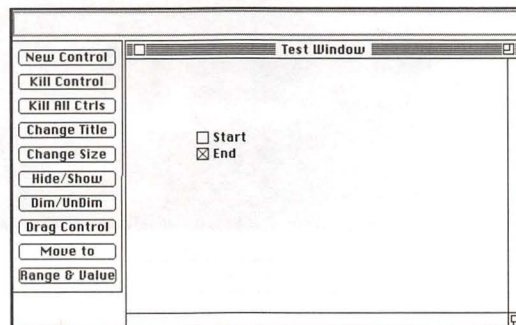 Test Window
New Control
Kill Control
Kill All Ctrls
Change Title
Change Size
Hide/Show
Dim/UnDim
Drag Control
Move to
Range & Value
Start
End